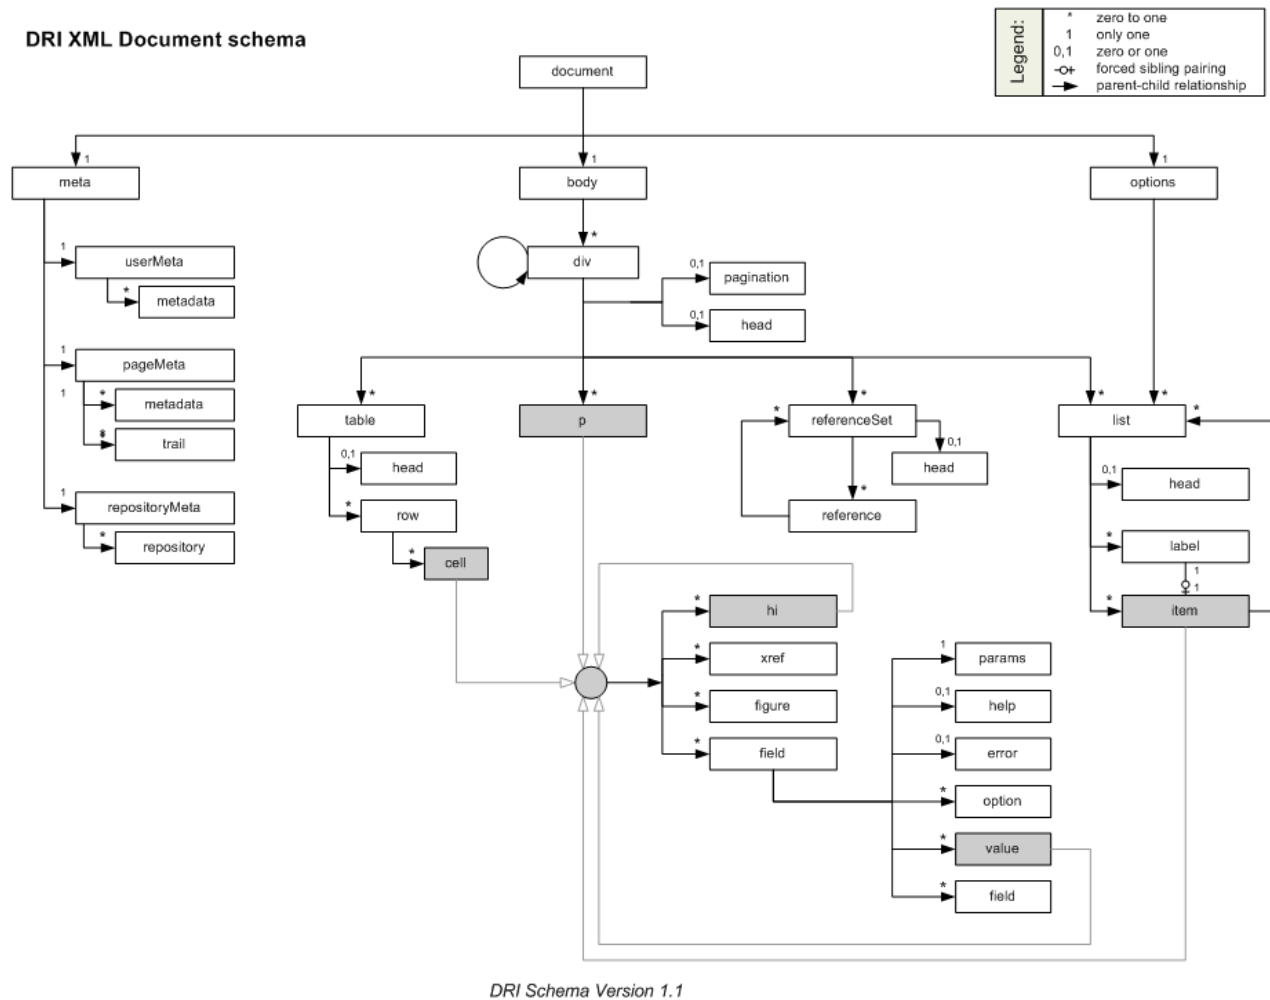 DRI XML Document schema
Legend:
* zero to one
1 only one
0,1 zero or one
forced sibling pairing
parent-child relationship
document
1
1
1
meta
body
options
*
1
userMeta
div
*
metadata
0,1
pagination
0,1
head
1
pageMeta
1
*
metadata
*
trail
*
*
*
*
*
table
p
*
referenceSet
list
*
0,1
head
0,1
head
0,1
head
1
repositoryMeta
*
row
*
reference
*
repository
*
cell
*
label
1
1
*
item
*
hi
*
xref
*
figure
*
field
1
params
0,1
help
0,1
error
*
option
*
value
*
field
DRI Schema Version 1.1